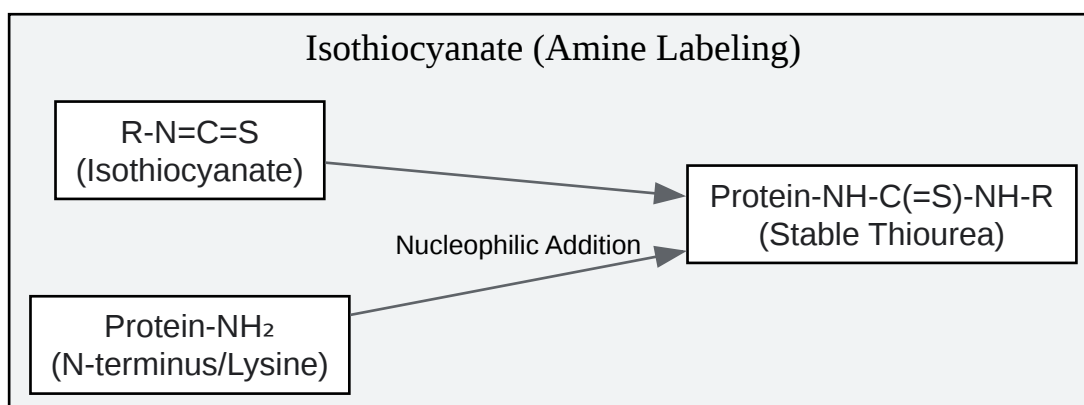 Isothiocyanate (Amine Labeling)
R-N=C=S
(Isothiocyanate)
Protein-NH-C(=S)-NH-R
(Stable Thiourea)
Nucleophilic Addition
Protein-NH₂
(N-terminus/Lysine)